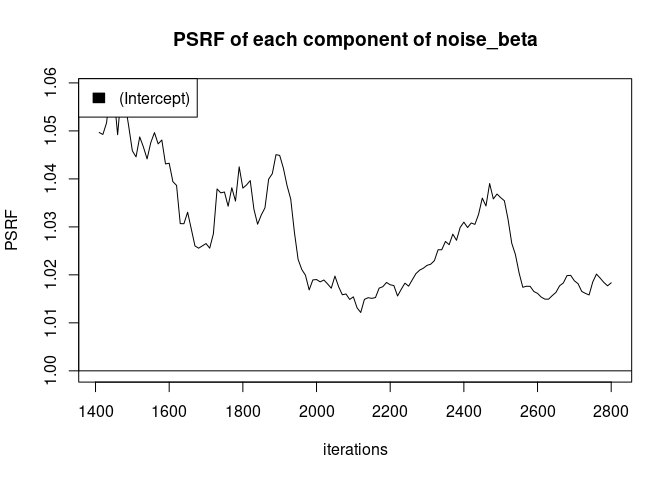 PSRF of each component of noise_beta
(Intercept)
PSRF
1.06
1.05
1.04
1.03
1.02
1.01
1.00
1400 1600 1800 2000 2200 2400 2600 2800
iterations